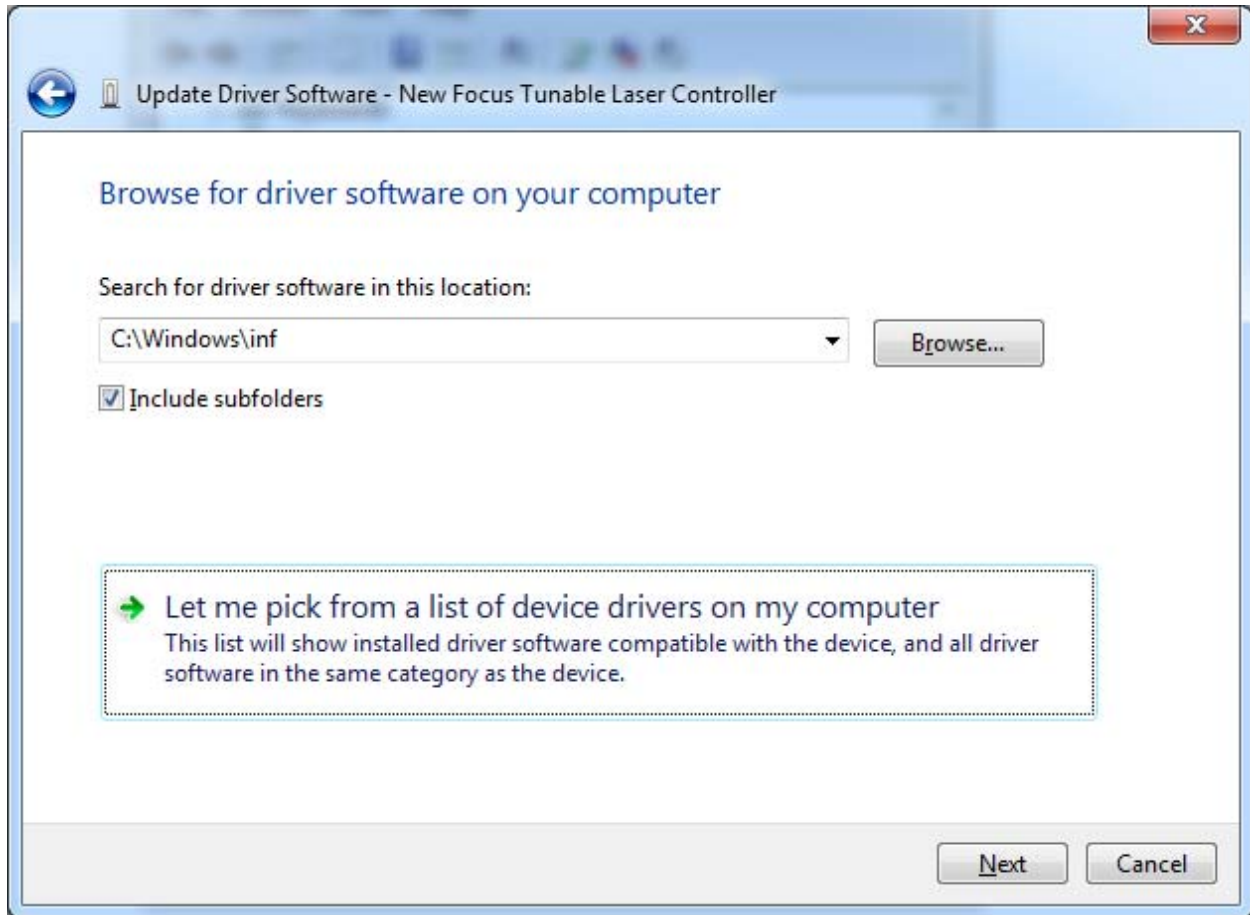 Update Driver Software - New Focus Tunable Laser Controller
Browse for driver software on your computer
Search for driver software in this location:
C:\Windows\inf
Browse...
Include subfolders
Let me pick from a list of device drivers on my computer
This list will show installed driver software compatible with the device, and all driver
software in the same category as the device.
Next
Cancel